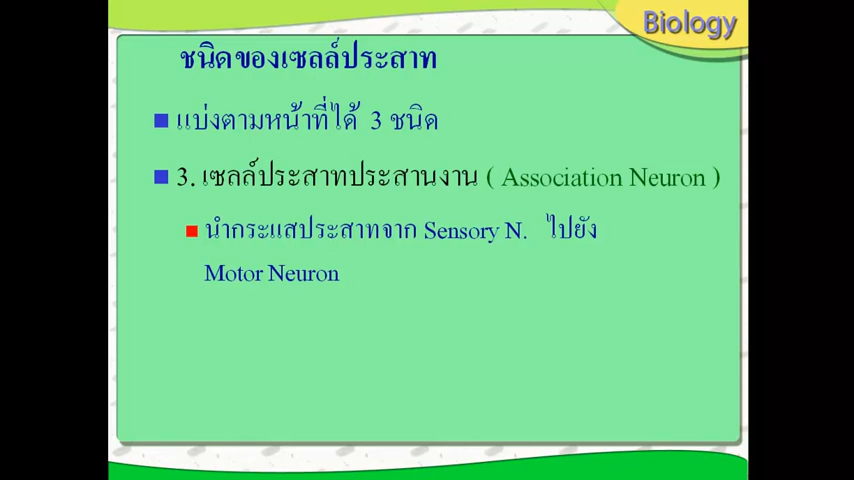 Biology
ชนิดของเซลล์ประสาท
แบ่งตามหน้าที่ได้ 3 ชนิด
3. เซลล์ประสาทประสานงาน ( Association Neuron )
นำกระแสประสาทจาก Sensory N. ไปยัง
Motor Neuron